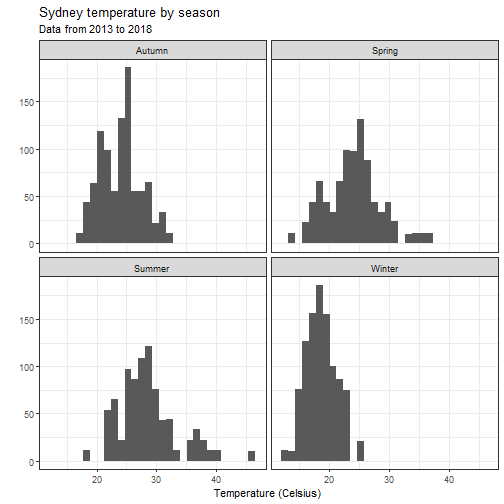 Sydney temperature by season
Data from 2013 to 2018
Autumn
Spring
150
100
50
0
Summer
Winter
150
100
50
0
20
30
40
20
30
40
Temperature (Celsius)